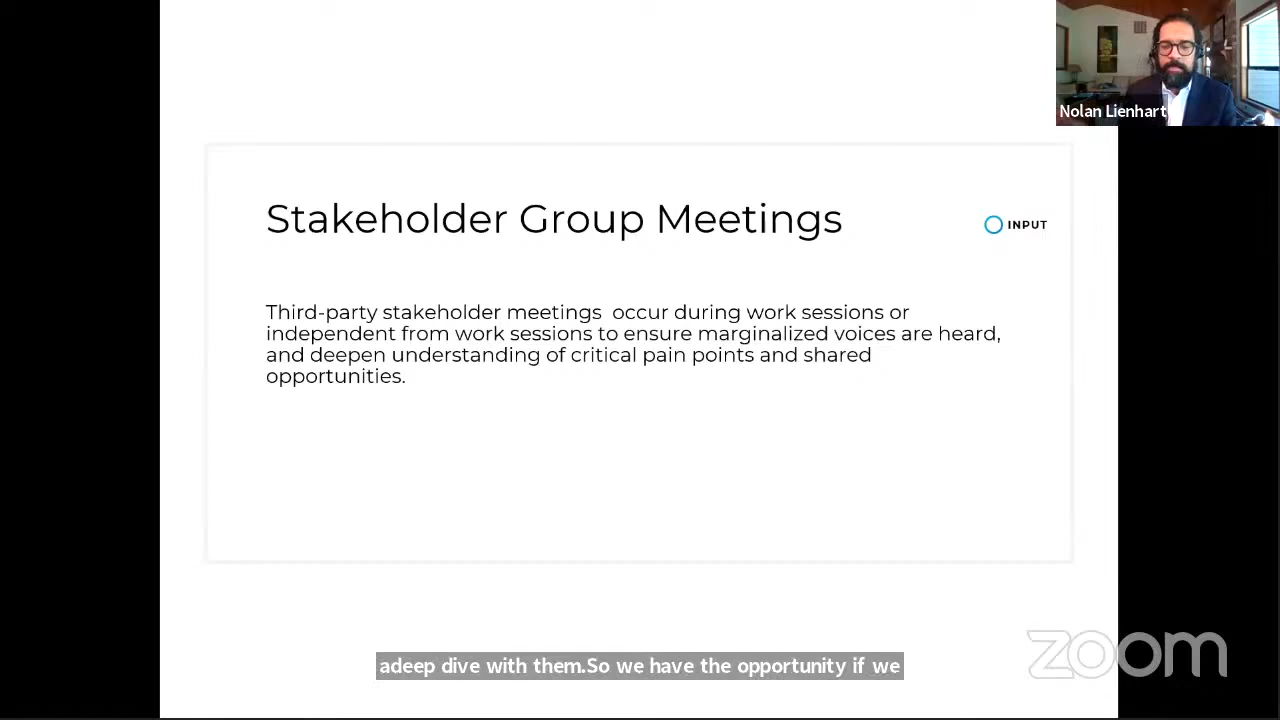 Nolan Lienhart
Stakeholder Group Meetings
INPUT
Third-party stakeholder meetings occur during work sessions or
independent from work sessions to ensure marginalized voices are heard,
and deepen understanding of critical pain points and shared
opportunities.
adeep dive with them.So we have the opportunity if we
zoom